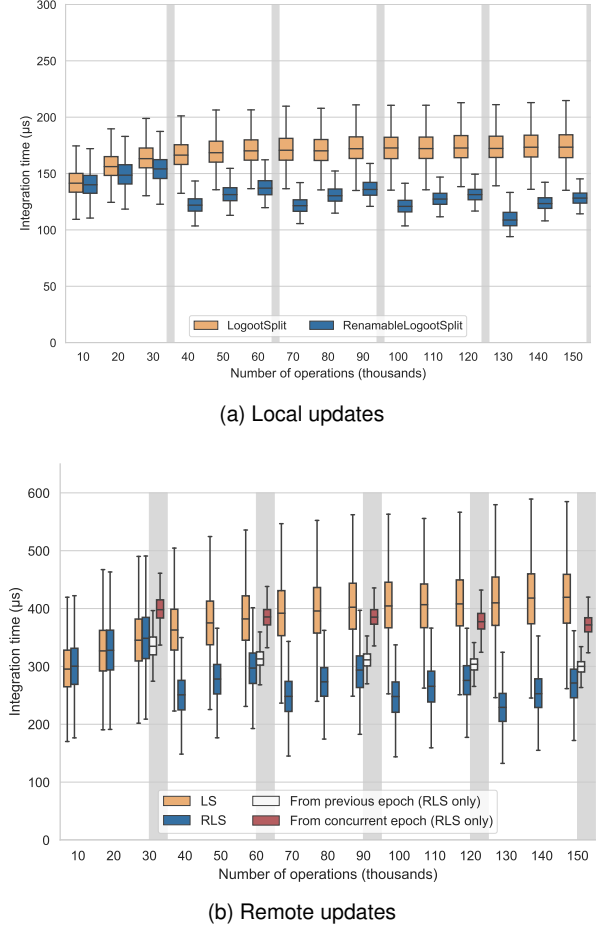 300
250
200
150
100
50
0
Integration time (µs)
LogootSplit
RenamableLogootSplit
10 20 30 40 50 60 70 80 90 100 110 120 130 140 150
Number of operations (thousands)
(a) Local updates
600
500
400
300
200
100
0
Integration time (µs)
LS From previous epoch (RLS only)
RLS From concurrent epoch (RLS only)
10 20 30 40 50 60 70 80 90 100 110 120 130 140 150
Number of operations (thousands)
(b) Remote updates